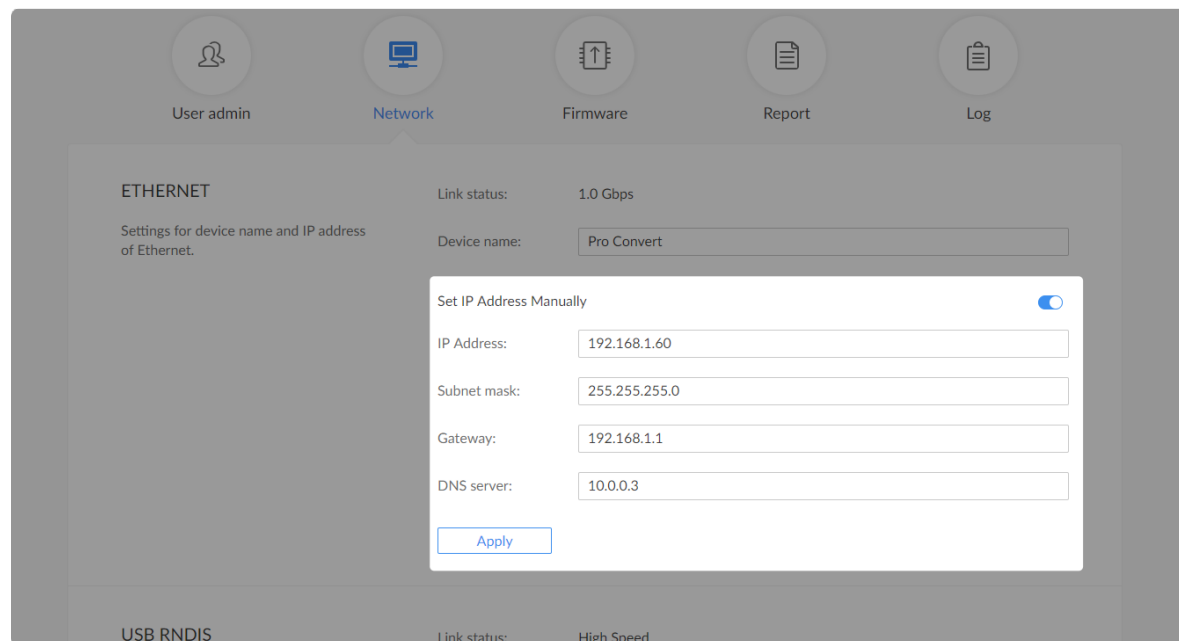 User admin
Network
Firmware
Report
Log
ETHERNET
Settings for device name and IP address
of Ethernet.
Link status:
1.0 Gbps
Device name:
Pro Convert
Set IP Address Manually
IP Address:
192.168.1.60
Subnet mask:
255.255.255.0
Gateway:
192.168.1.1
DNS server:
10.0.0.3
Apply
USB RNDIS
Link status:
High Speed